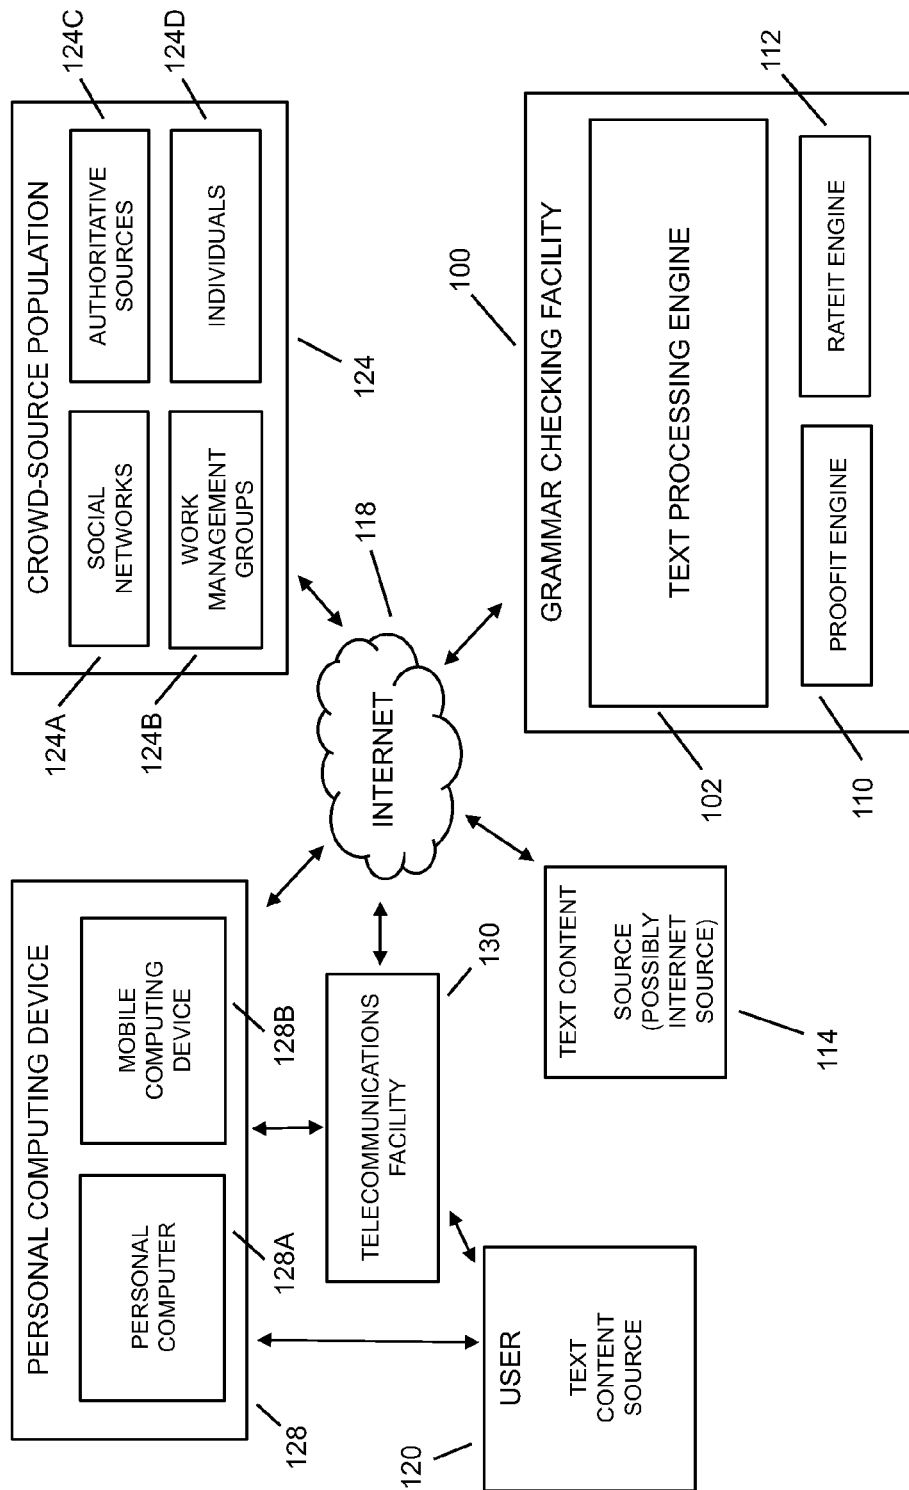 PERSONAL COMPUTING DEVICE
PERSONAL
COMPUTER
MOBILE
COMPUTING
DEVICE
128
128A
128B
CROWD-SOURCE POPULATION
SOCIAL
NETWORKS
AUTHORITATIVE
SOURCES
WORK
MANAGEMENT
GROUPS
INDIVIDUALS
124A
124B
124C
124D
124
TELECOMMUNICATIONS
FACILITY
130
INTERNET
118
USER
TEXT
CONTENT
SOURCE
120
TEXT CONTENT
SOURCE
(POSSIBLY
INTERNET
SOURCE)
114
100
GRAMMAR CHECKING FACILITY
TEXT PROCESSING ENGINE
102
PROOFIT ENGINE
RATEIT ENGINE
110
112